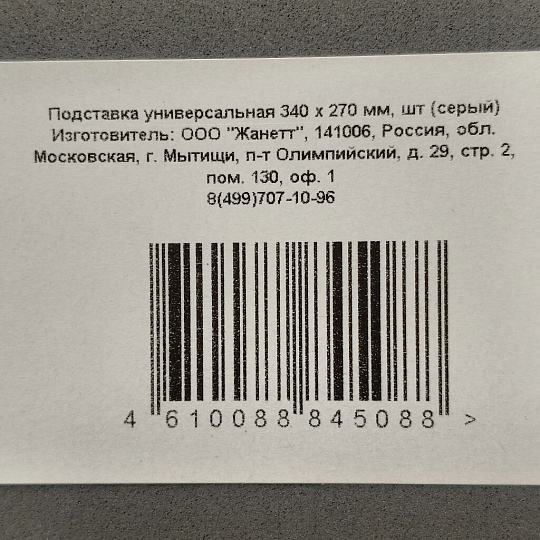 Подставка универсальная 340 х 270 мм, шт (серый)
Изготовитель: ООО "Жанетт", 141006, Россия, обл.
Московская, г. Мытищи, п-т Олимпийский, д. 29, стр. 2,
пом. 130, оф. 1
8(499)707-10-96
4 610088 845088 >